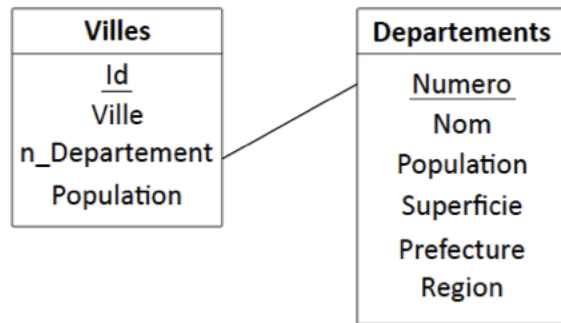 Villes
Id
Ville
n_Departement
Population
Departements
Numero
Nom
Population
Superficie
Prefecture
Region